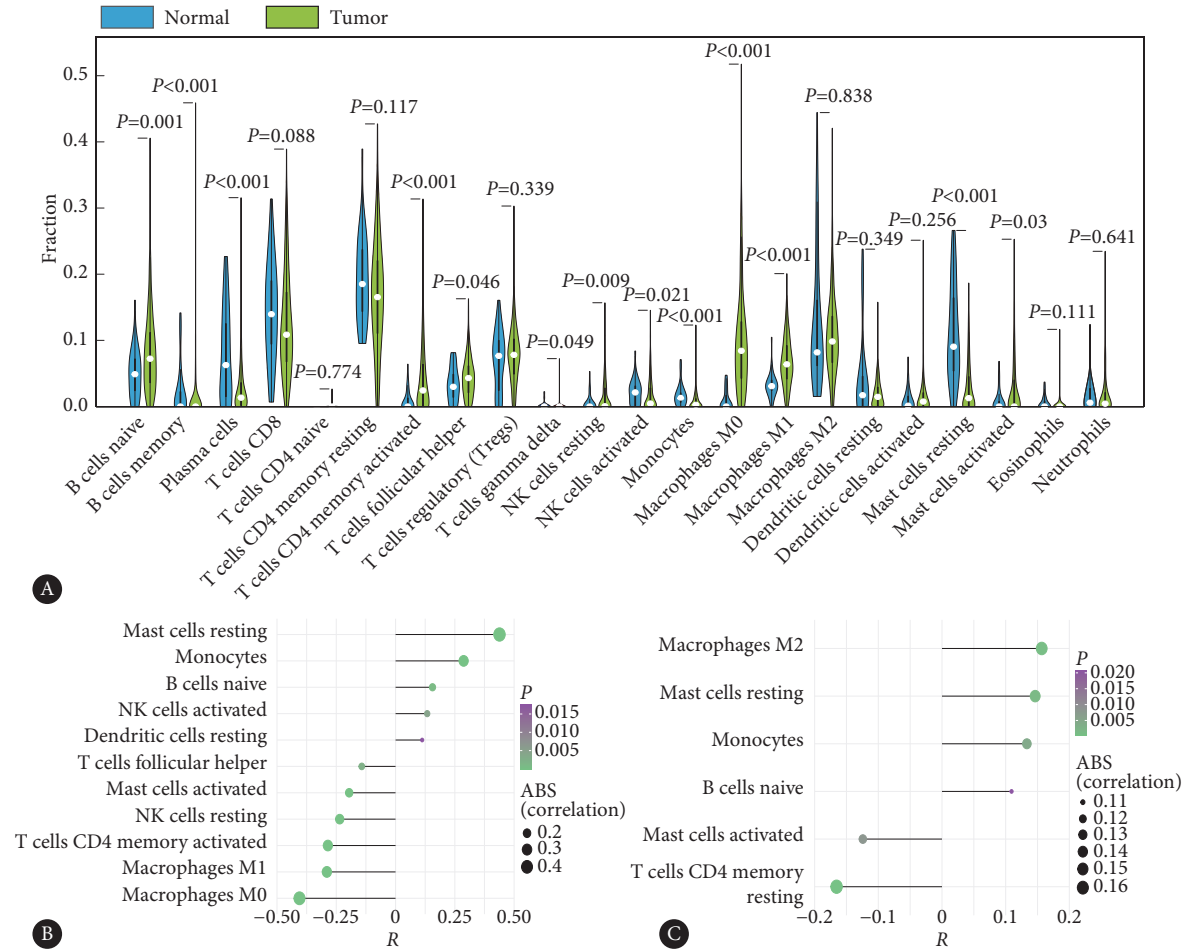 Normal
Tumor
Fraction
0.5
0.4
0.3
0.2
0.1
0.0
P=0.001
P<0.001
P<0.001
P=0.088
P=0.774
P=0.117
P<0.001
P=0.046
P=0.339
P=0.049
P=0.009
P=0.021
P<0.001
P<0.001
P<0.001
P=0.838
P=0.349
P=0.256
P<0.001
P=0.03
P=0.111
P=0.641
B cells naive
B cells memory
Plasma cells
T cells CD8
T cells CD4 naive
T cells CD4 memory resting
T cells CD4 memory activated
T cells follicular helper
T cells regulatory (Tregs)
T cells gamma delta
NK cells resting
NK cells activated
Monocytes
Macrophages M0
Macrophages M1
Macrophages M2
Dendritic cells resting
Dendritic cells activated
Mast cells resting
Mast cells activated
Eosinophils
Neutrophils
A
Mast cells resting
Monocytes
B cells naive
NK cells activated
Dendritic cells resting
T cells follicular helper
Mast cells activated
NK cells resting
T cells CD4 memory activated
Macrophages M1
Macrophages M0
−0.50
−0.25
0
0.25
0.50
R
P
0.015
0.010
0.005
ABS
(correlation)
0.2
0.3
0.4
B
Macrophages M2
Mast cells resting
Monocytes
B cells naive
Mast cells activated
T cells CD4 memory
resting
−0.2
−0.1
0
0.1
0.2
R
P
0.020
0.015
0.010
0.005
ABS
(correlation)
0.11
0.12
0.13
0.14
0.15
0.16
C